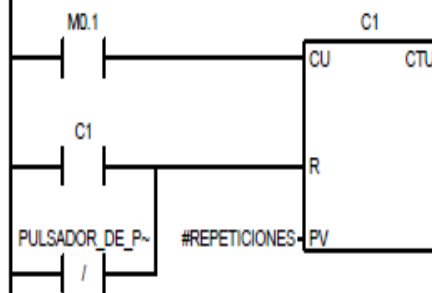 M0.1
C1
CU
CTU
C1
R
PULSADOR_DE_P~
#REPETICIONES
PV
/